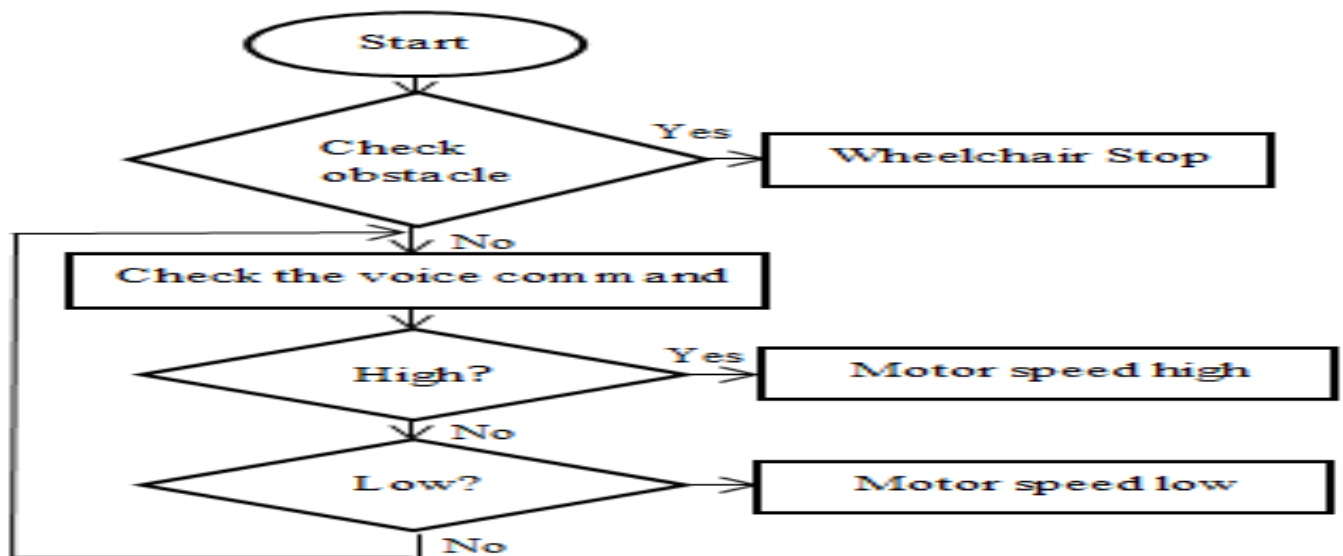 Start
Check
obstacle
Yes
Wheelchair Stop
No
Check the voice command
High?
Yes
Motor speed high
No
Low?
Motor speed low
No